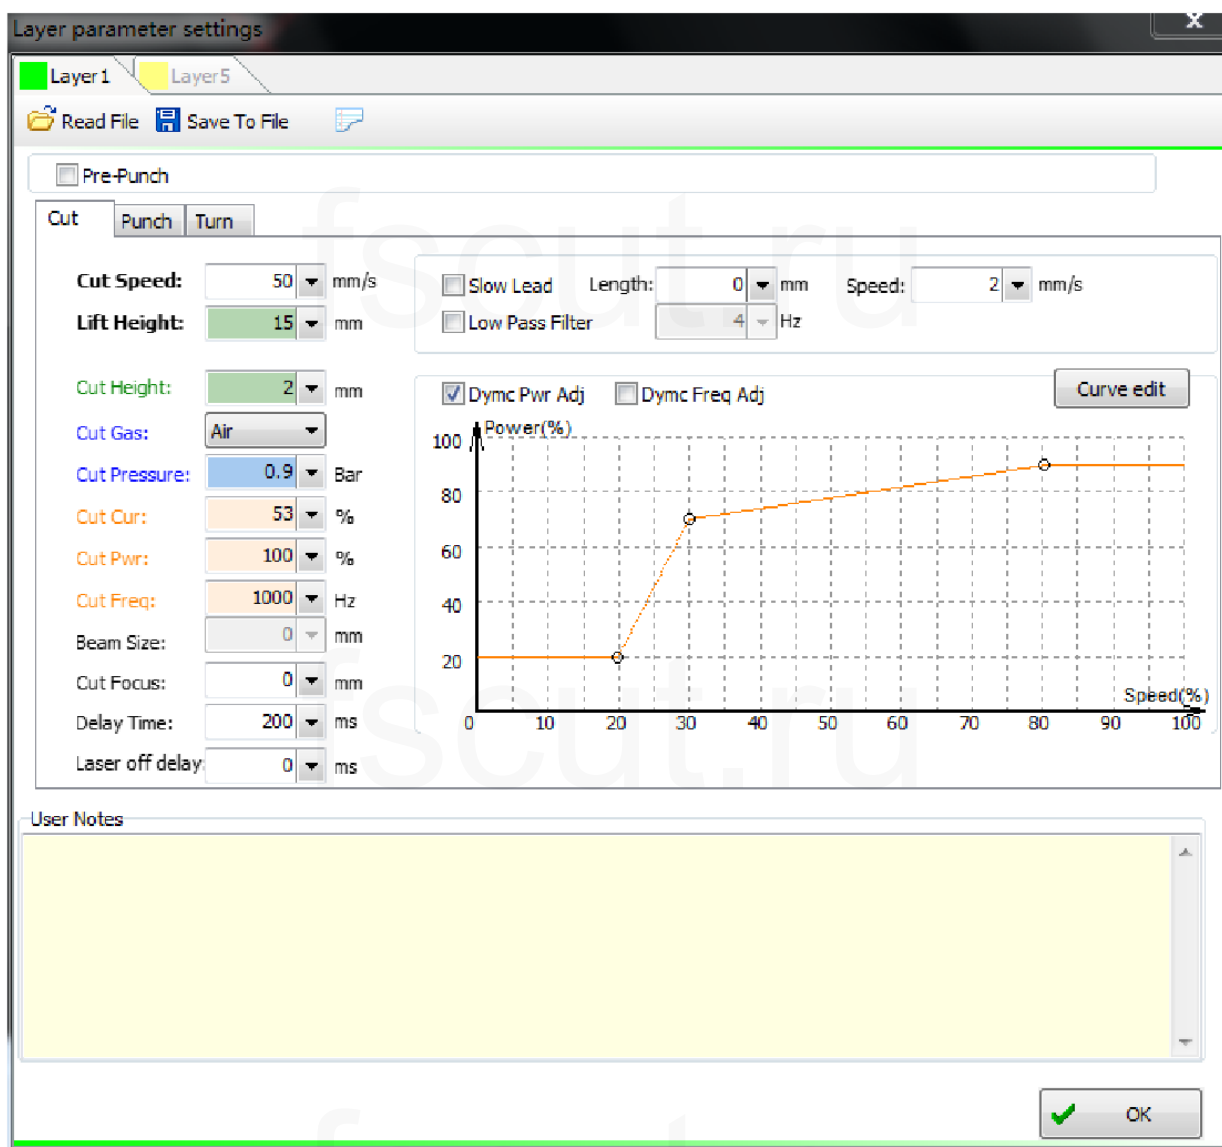 Layer parameter settings
x
Layer1 Layer5
Read File Save To File
Pre-Punch
Cut Punch Turn
Cut Speed: 50 mm/s
Lift Height: 15 mm
Slow Lead Length: 0 mm Speed: 2 mm/s
Low Pass Filter 4 Hz
Cut Height: 2 mm
Cut Gas: Air
Cut Pressure: 0.9 Bar
Cut Cur: 53 %
Cut Pwr: 100 %
Cut Freq: 1000 Hz
Beam Size: 0 mm
Cut Focus: 0 mm
Delay Time: 200 ms
Laser off delay: 0 ms
Dymc Pwr Adj Dymc Freq Adj Curve edit
Power(%)
100
80
60
40
20
Speed(%)
0 10 20 30 40 50 60 70 80 90 100
User Notes
OK
fscut.ru
fscut.ru